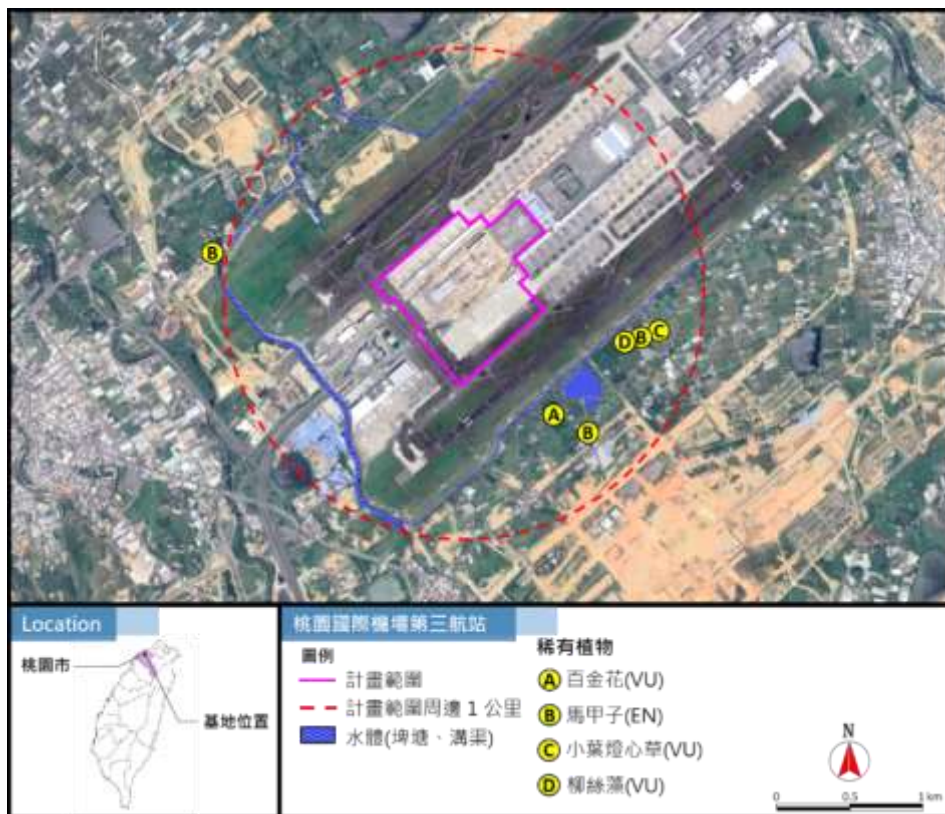 B
D
B
C
A
B
Location
桃園市
基地位置
桃園國際機場第三航站
圖例
計畫範圍
計畫範圍周邊 1 公里
水體(埤塘、溝渠)
稀有植物
A 百金花(VU)
B 馬甲子(EN)
C 小葉燈心草(VU)
D 柳絲藻(VU)
N
0 0.5 1 km